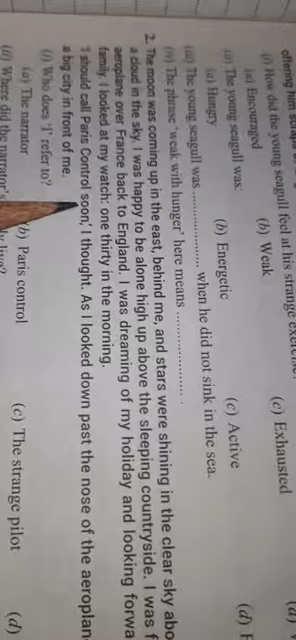 offering him scraps
(i) How did the young seagull feel at his strange exercise?
(a) Encouraged (b) Weak (c) Exhausted (d)
(ii) The young seagull was:
(a) Hungry (b) Energetic (c) Active (d) F
(iii) The young seagull was .................... when he did not sink in the sea.
(iv) The phrase 'weak with hunger' here means .................... .
2. The moon was coming up in the east, behind me, and stars were shining in the clear sky abo
a cloud in the sky. I was happy to be alone high up above the sleeping countryside. I was f
aeroplane over France back to England. I was dreaming of my holiday and looking forwa
family. I looked at my watch: one thirty in the morning.
'I should call Paris Control soon,' I thought. As I looked down past the nose of the aeroplan
a big city in front of me.
(i) Who does 'I' refer to?
(a) The narrator (b) Paris control (c) The strange pilot (d)
(ii) Where did the narrator's live?